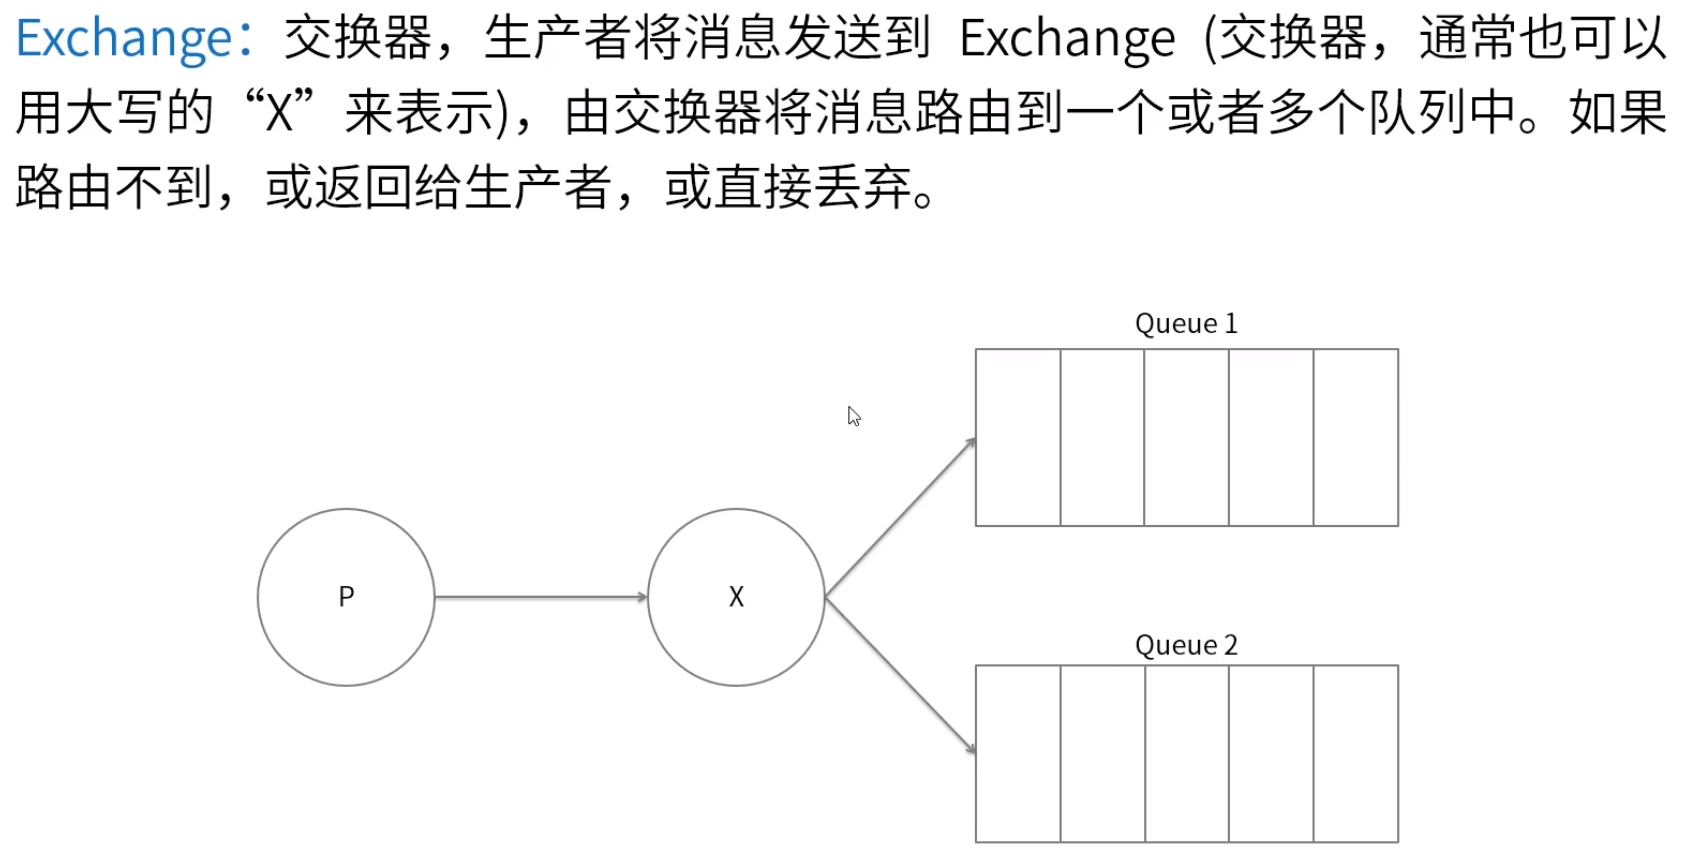 Exchange：交换器，生产者将消息发送到 Exchange (交换器，通常也可以
用大写的“X”来表示)，由交换器将消息路由到一个或者多个队列中。如果
路由不到，或返回给生产者，或直接丢弃。
Queue 1
P
X
Queue 2